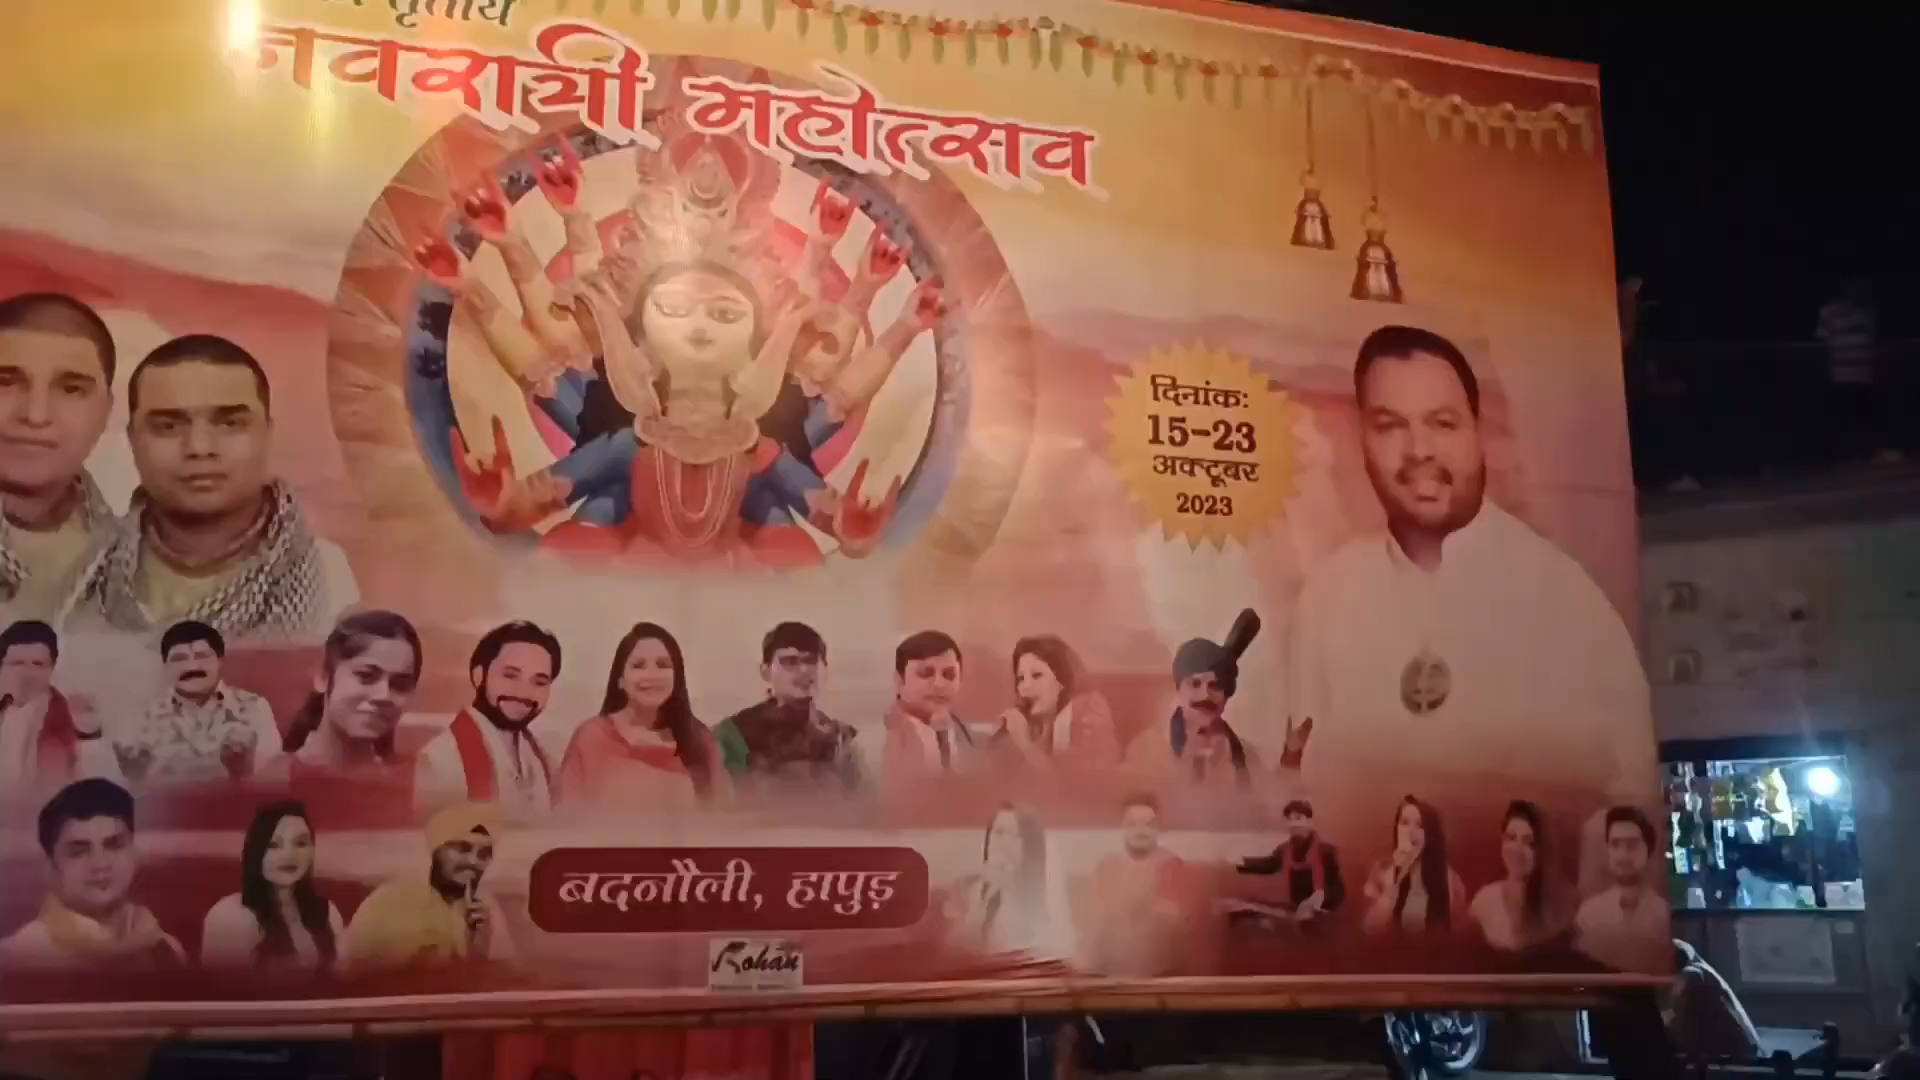 तृतीय
नवरात्री महोत्सव
दिनांक:
15-23
अक्टूबर
2023
बदनौली, हापुड़
Rohan